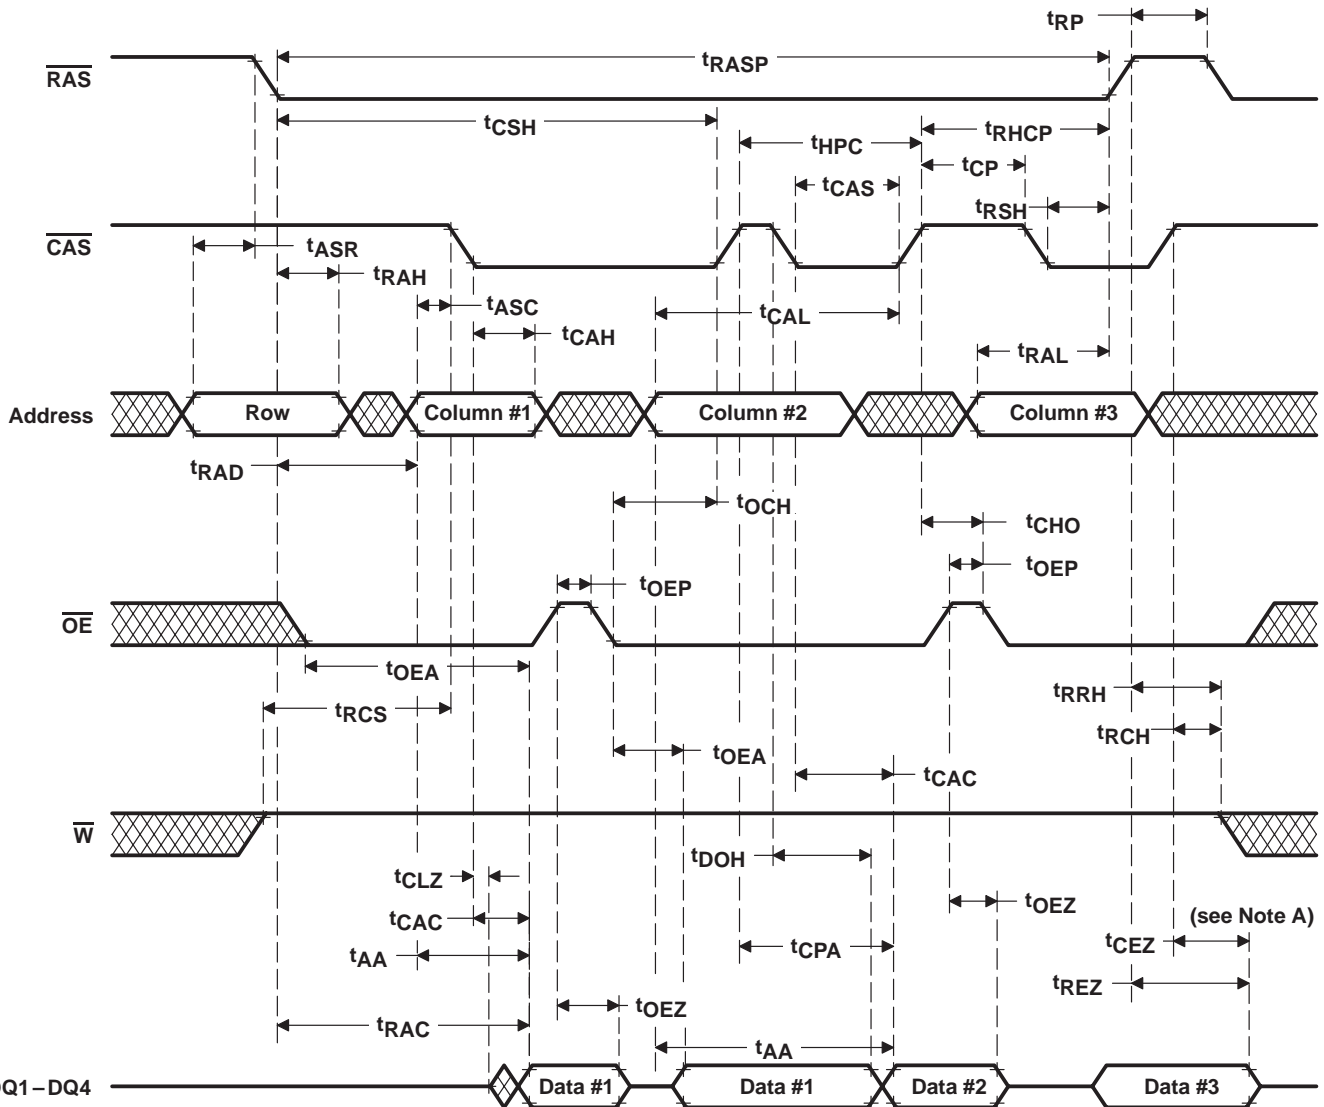 tRP
RAS
tRASP
tCSH
tRHCP
tHPC
tCP
tCAS
tRSH
CAS
tASR
tRAH
tASC
tCAL
tCAH
tRAL
Address
Row
Column #1
Column #2
Column #3
tRAD
tOCH
tCHO
tOEP
tOEP
OE
tOEA
tRRH
tRCS
tRCH
tOEA
tCAC
W
tDOH
tCLZ
tOEZ
(see Note A)
tCAC
tCPA
tCEZ
tAA
tREZ
tOEZ
tRAC
tAA
Q1–DQ4
Data #1
Data #1
Data #2
Data #3